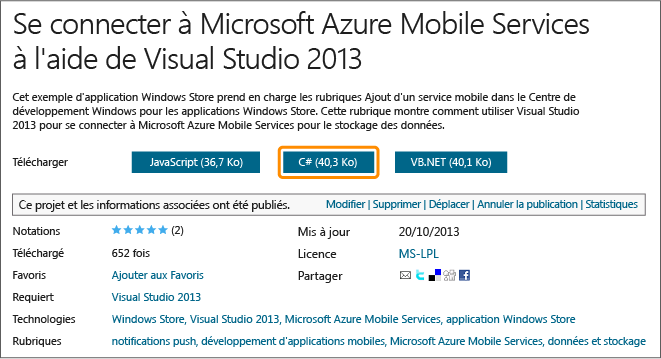 Se connecter à Microsoft Azure Mobile Services
à l'aide de Visual Studio 2013
Cet exemple d'application Windows Store prend en charge les rubriques Ajout d'un service mobile dans le Centre de
développement Windows pour les applications Windows Store. Cette rubrique montre comment utiliser Visual Studio
2013 pour se connecter à Microsoft Azure Mobile Services pour le stockage des données.
Télécharger JavaScript (36,7 Ko) C# (40,3 Ko) VB.NET (40,1 Ko)
Ce projet et les informations associées ont été publiés. Modifier | Supprimer | Déplacer | Annuler la publication | Statistiques
Notations (2) Mis à jour 20/10/2013
Téléchargé 652 fois Licence MS-LPL
Favoris Ajouter aux Favoris Partager
Requiert Visual Studio 2013
Technologies Windows Store, Visual Studio 2013, Microsoft Azure Mobile Services, application Windows Store
Rubriques notifications push, développement d'applications mobiles, Microsoft Azure Mobile Services, données et stockage